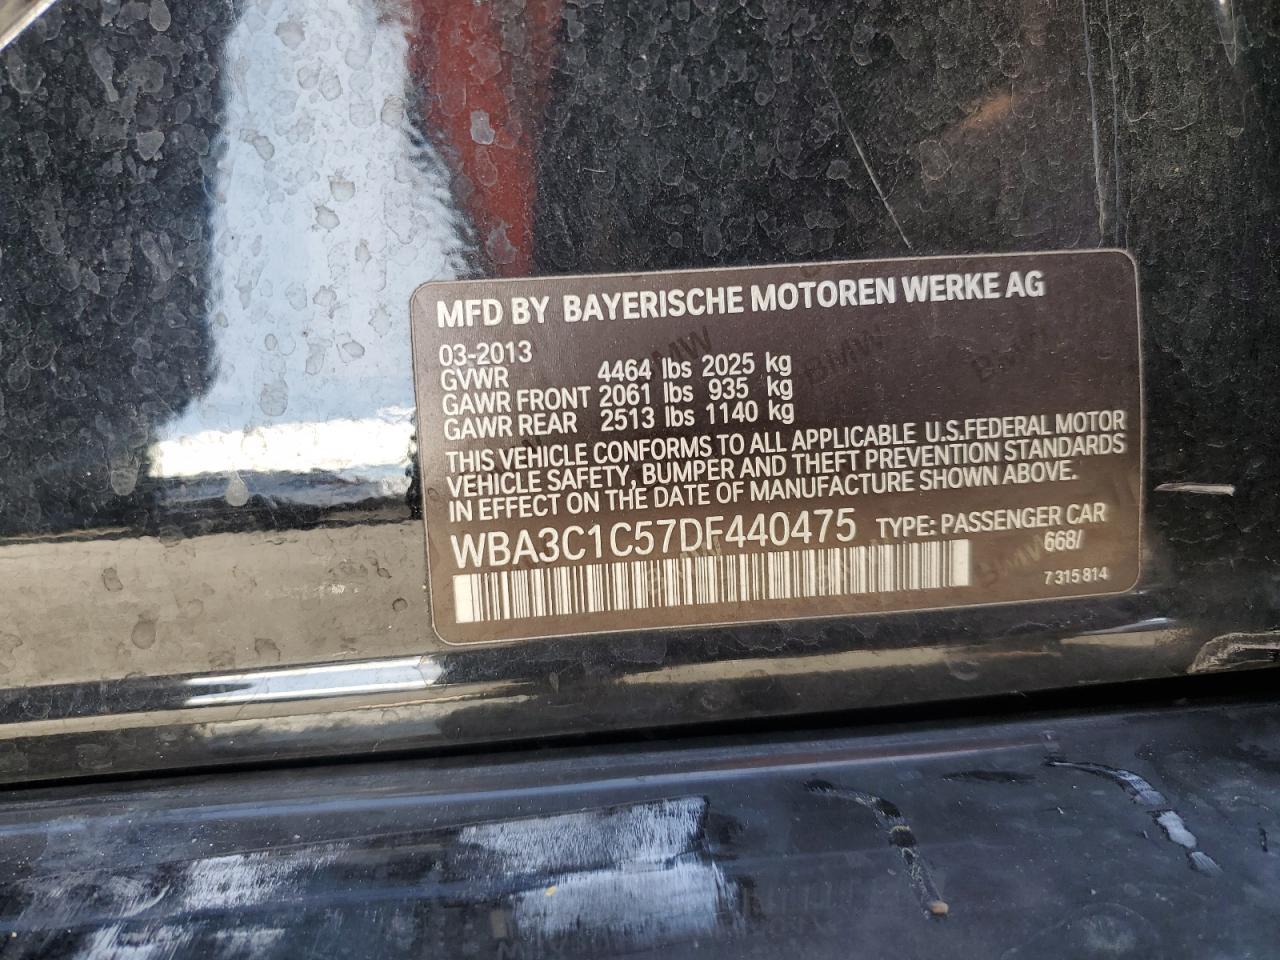 MFD BY BAYERISCHE MOTOREN WERKE AG
03-2013
GVWR 4464 lbs 2025 kg
GAWR FRONT 2061 lbs 935 kg
GAWR REAR 2513 lbs 1140 kg
THIS VEHICLE CONFORMS TO ALL APPLICABLE U.S.FEDERAL MOTOR
VEHICLE SAFETY, BUMPER AND THEFT PREVENTION STANDARDS
IN EFFECT ON THE DATE OF MANUFACTURE SHOWN ABOVE.
WBA3C1C57DF440475 TYPE: PASSENGER CAR
668/
7 315 814